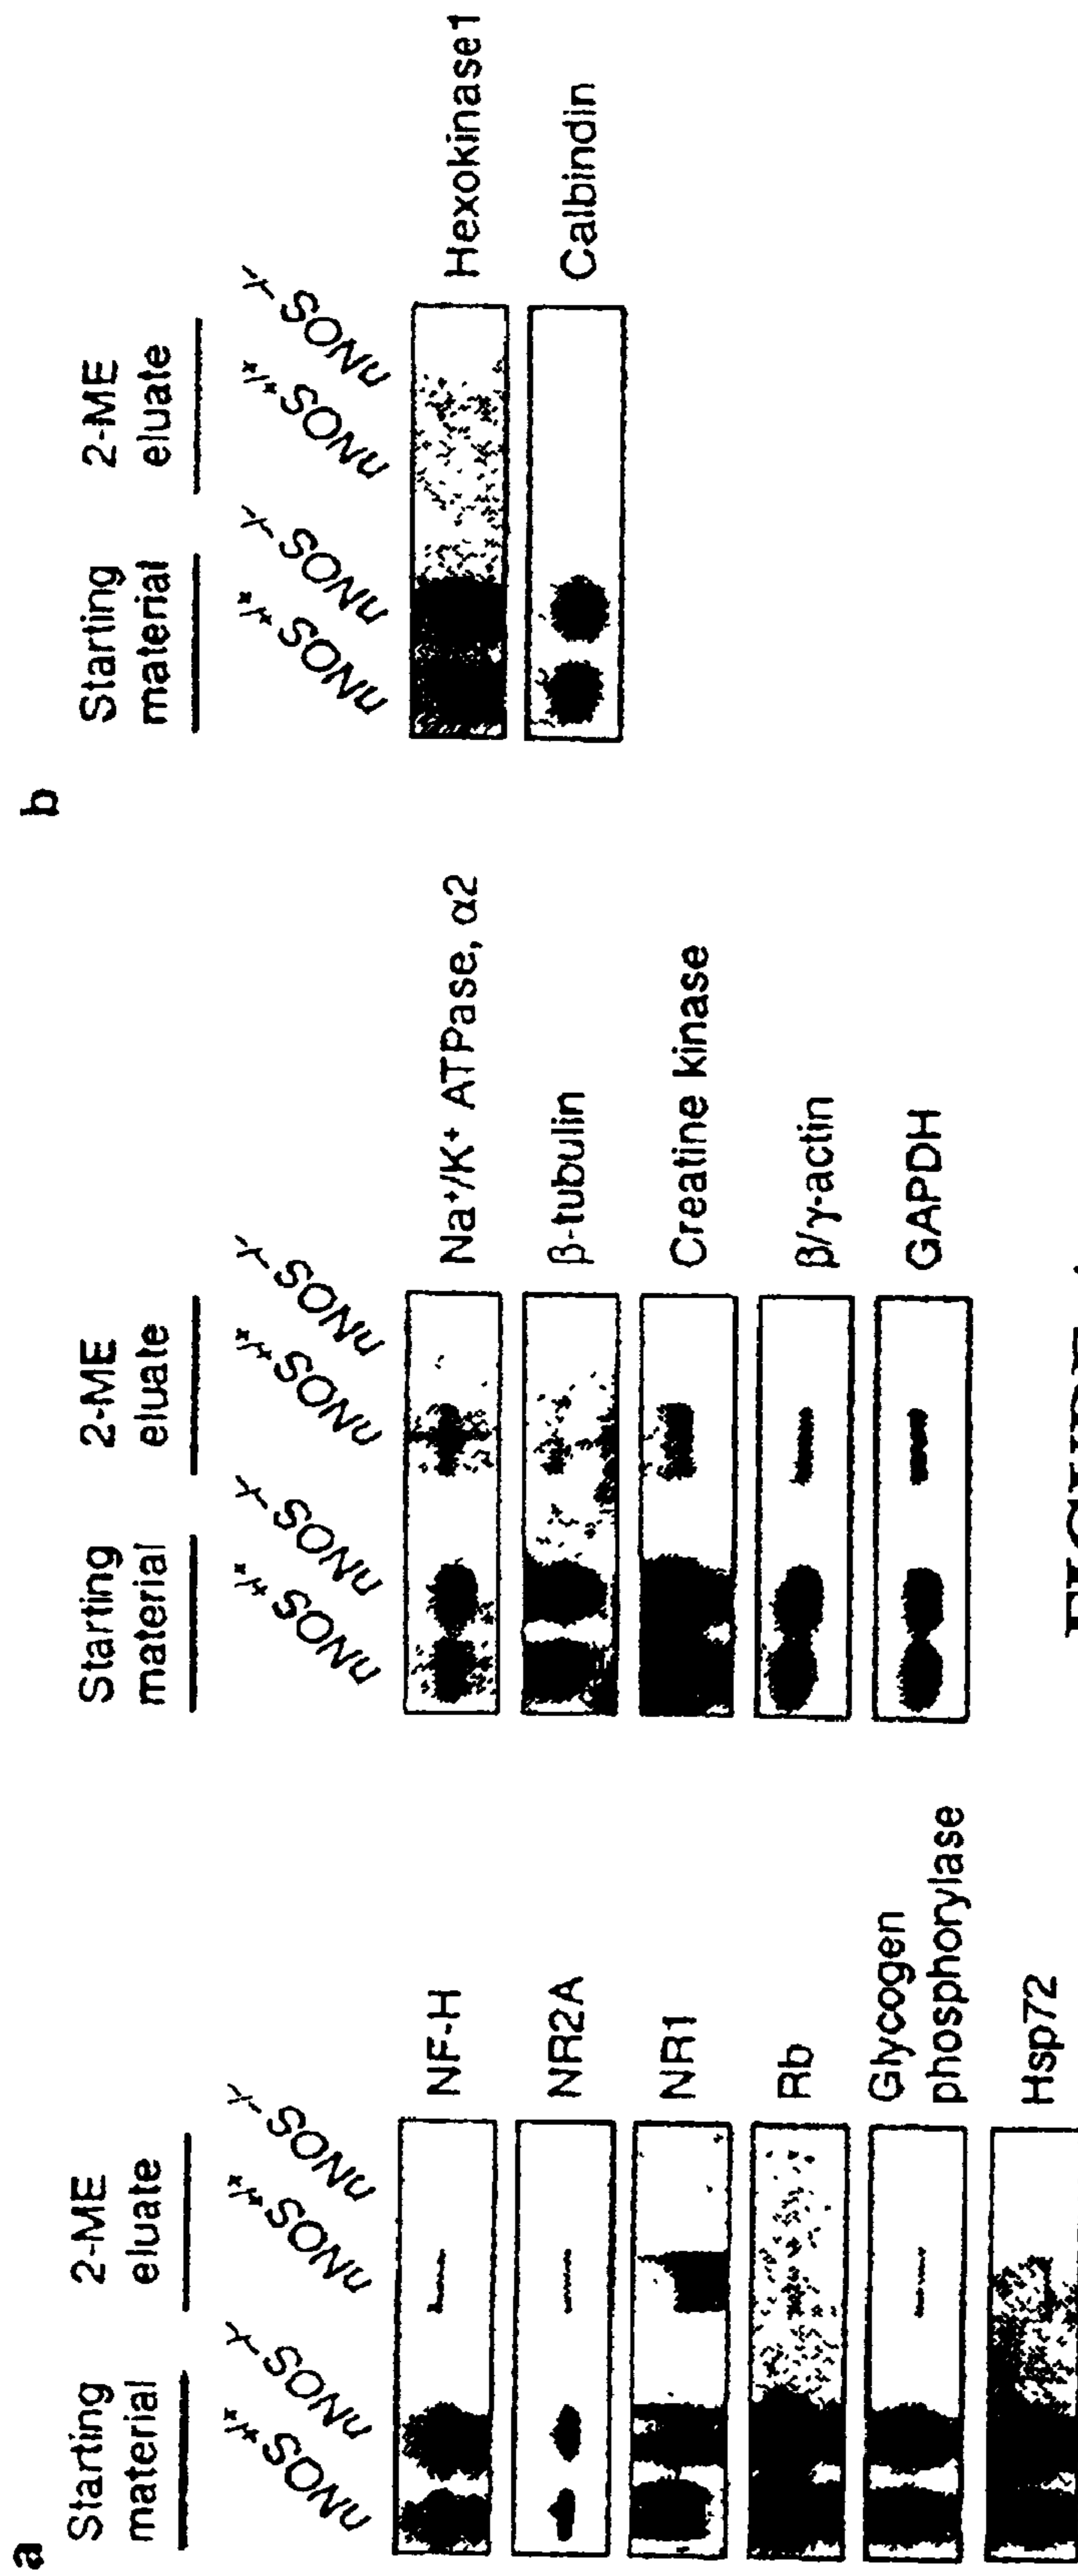 a
Starting
material
2-ME
eluate
nNOS +/+
nNOS -/-
nNOS +/+
nNOS -/-
NF-H
NR2A
NR1
Rb
Glycogen
phosphorylase
Hsp72
Starting
material
2-ME
eluate
nNOS +/+
nNOS -/-
nNOS +/+
nNOS -/-
Na⁺/K⁺ ATPase, α2
β-tubulin
Creatine kinase
β/γ-actin
GAPDH
b
Starting
material
2-ME
eluate
nNOS +/+
nNOS -/-
nNOS +/+
nNOS -/-
Hexokinase1
Calbindin